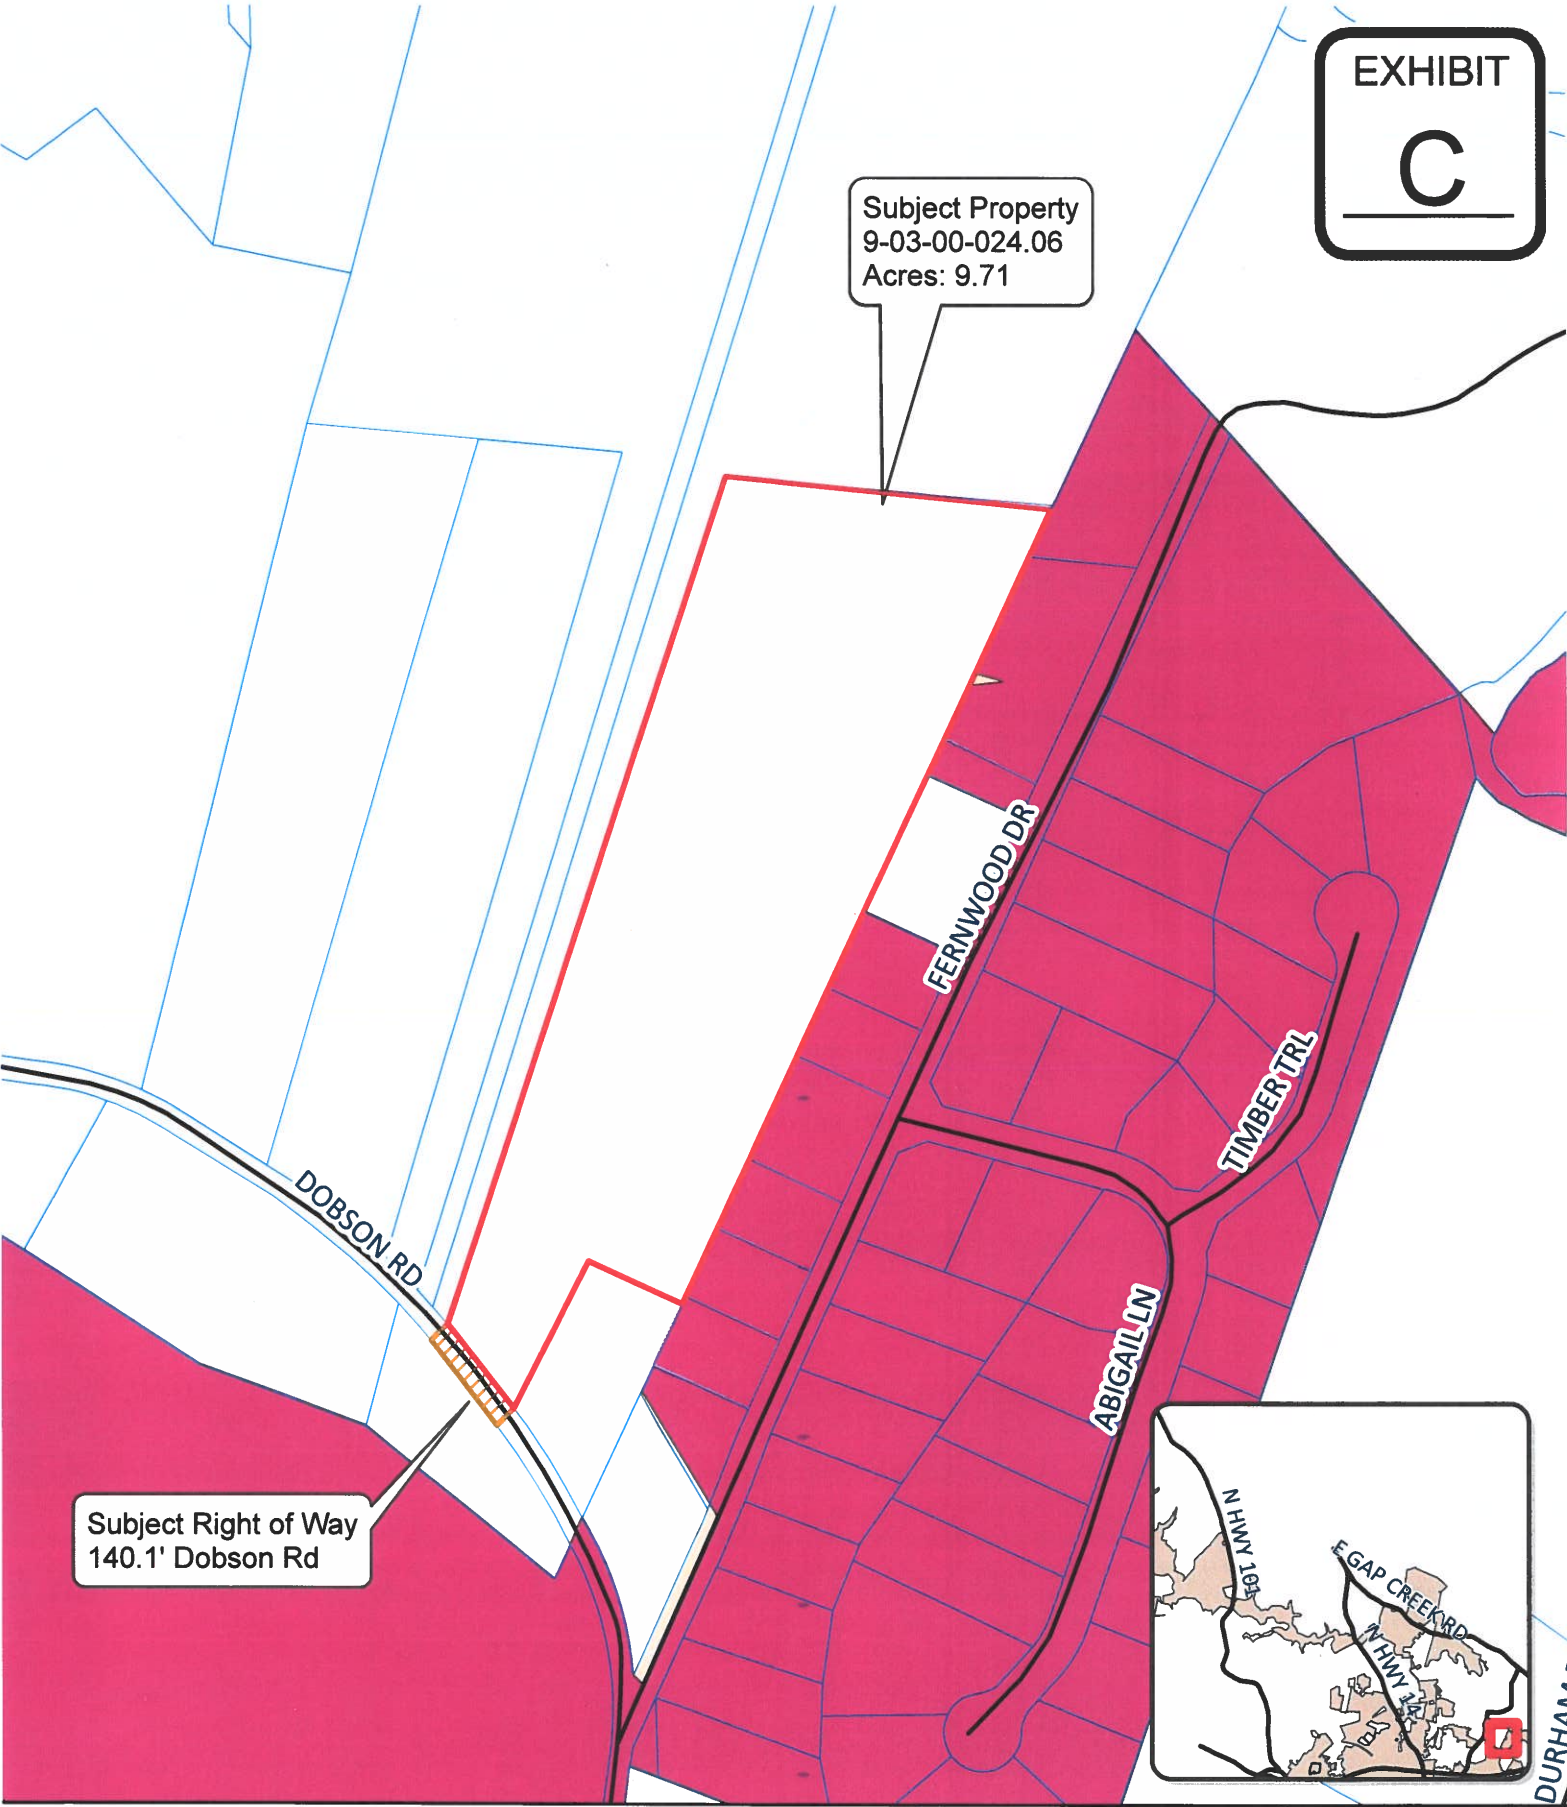 EXHIBIT
C
Subject Property
9-03-00-024.06
Acres: 9.71
FERNWOOD DR
TIMBER TRL
DOBSON RD
ABIGAIL LN
Subject Right of Way
140.1' Dobson Rd
N HWY 101
E GAP CREEK RD
N HWY 14